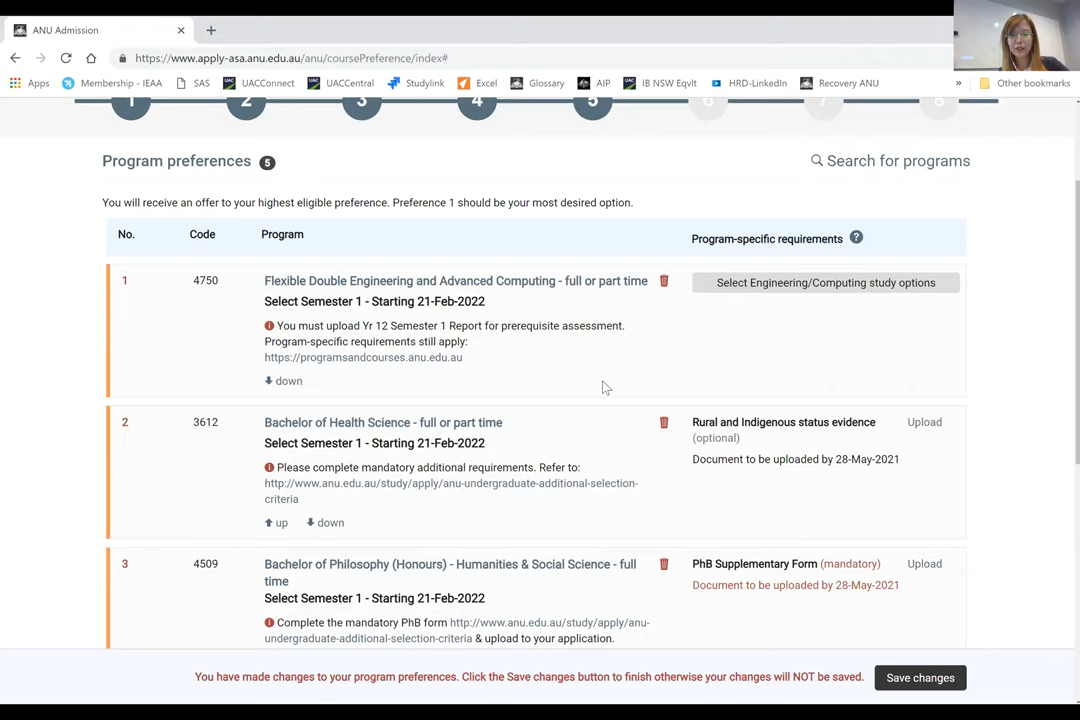 ANU Admission
https://www.apply-asa.anu.edu.au/anu/coursePreference/index#
Apps Membership - IEAA SAS UACConnect UACCentral Studylink Excel Glossary AIP IB NSW Eqvlt HRD-LinkedIn Recovery ANU » Other bookmarks
1 2 3 4 5 6 7 8
Program preferences 5
Search for programs
You will receive an offer to your highest eligible preference. Preference 1 should be your most desired option.
No. Code Program Program-specific requirements ?
1 4750 Flexible Double Engineering and Advanced Computing - full or part time Select Engineering/Computing study options
Select Semester 1 - Starting 21-Feb-2022
You must upload Yr 12 Semester 1 Report for prerequisite assessment.
Program-specific requirements still apply:
https://programsandcourses.anu.edu.au
down
2 3612 Bachelor of Health Science - full or part time Rural and Indigenous status evidence Upload
(optional)
Select Semester 1 - Starting 21-Feb-2022
Document to be uploaded by 28-May-2021
Please complete mandatory additional requirements. Refer to:
http://www.anu.edu.au/study/apply/anu-undergraduate-additional-selection-
criteria
up down
3 4509 Bachelor of Philosophy (Honours) - Humanities & Social Science - full PhB Supplementary Form (mandatory) Upload
time
Document to be uploaded by 28-May-2021
Select Semester 1 - Starting 21-Feb-2022
Complete the mandatory PhB form http://www.anu.edu.au/study/apply/anu-
undergraduate-additional-selection-criteria & upload to your application.
You have made changes to your program preferences. Click the Save changes button to finish otherwise your changes will NOT be saved.
Save changes